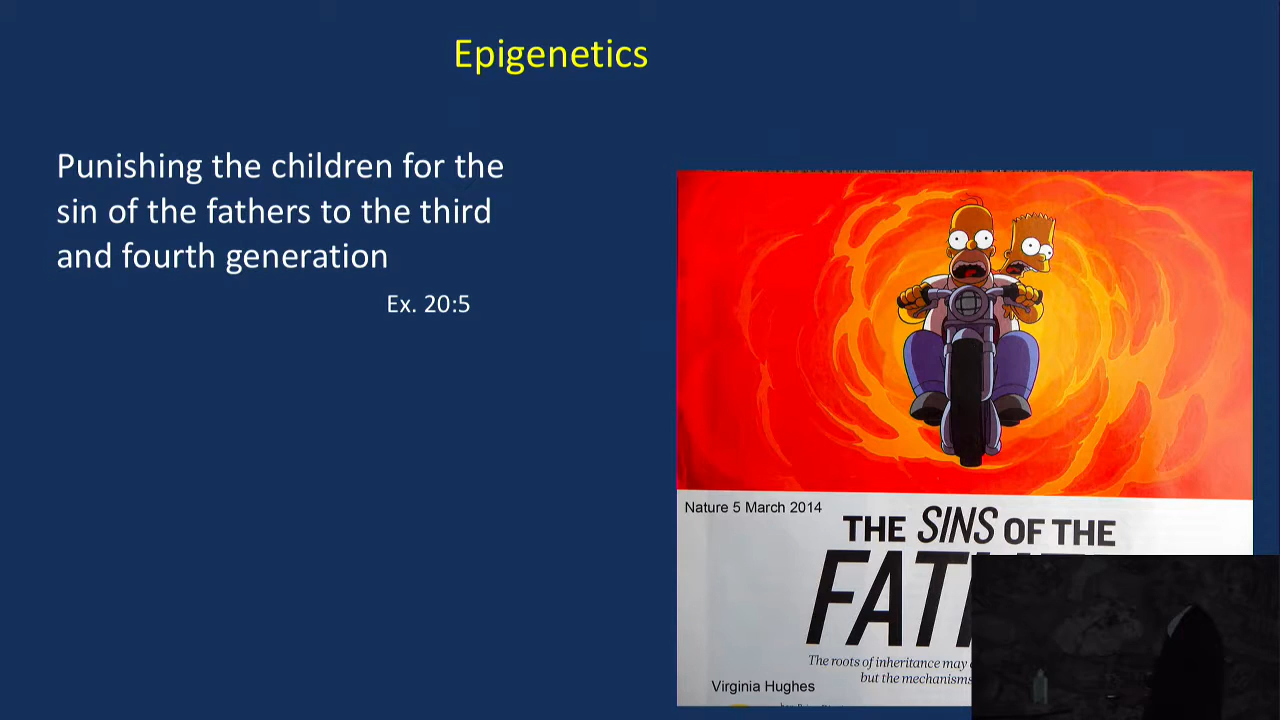 Epigenetics
Punishing the children for the
sin of the fathers to the third
and fourth generation
Ex. 20:5
Nature 5 March 2014
THE SINS OF THE
The roots of inheritance may
but the mechanisms
Virginia Hughes